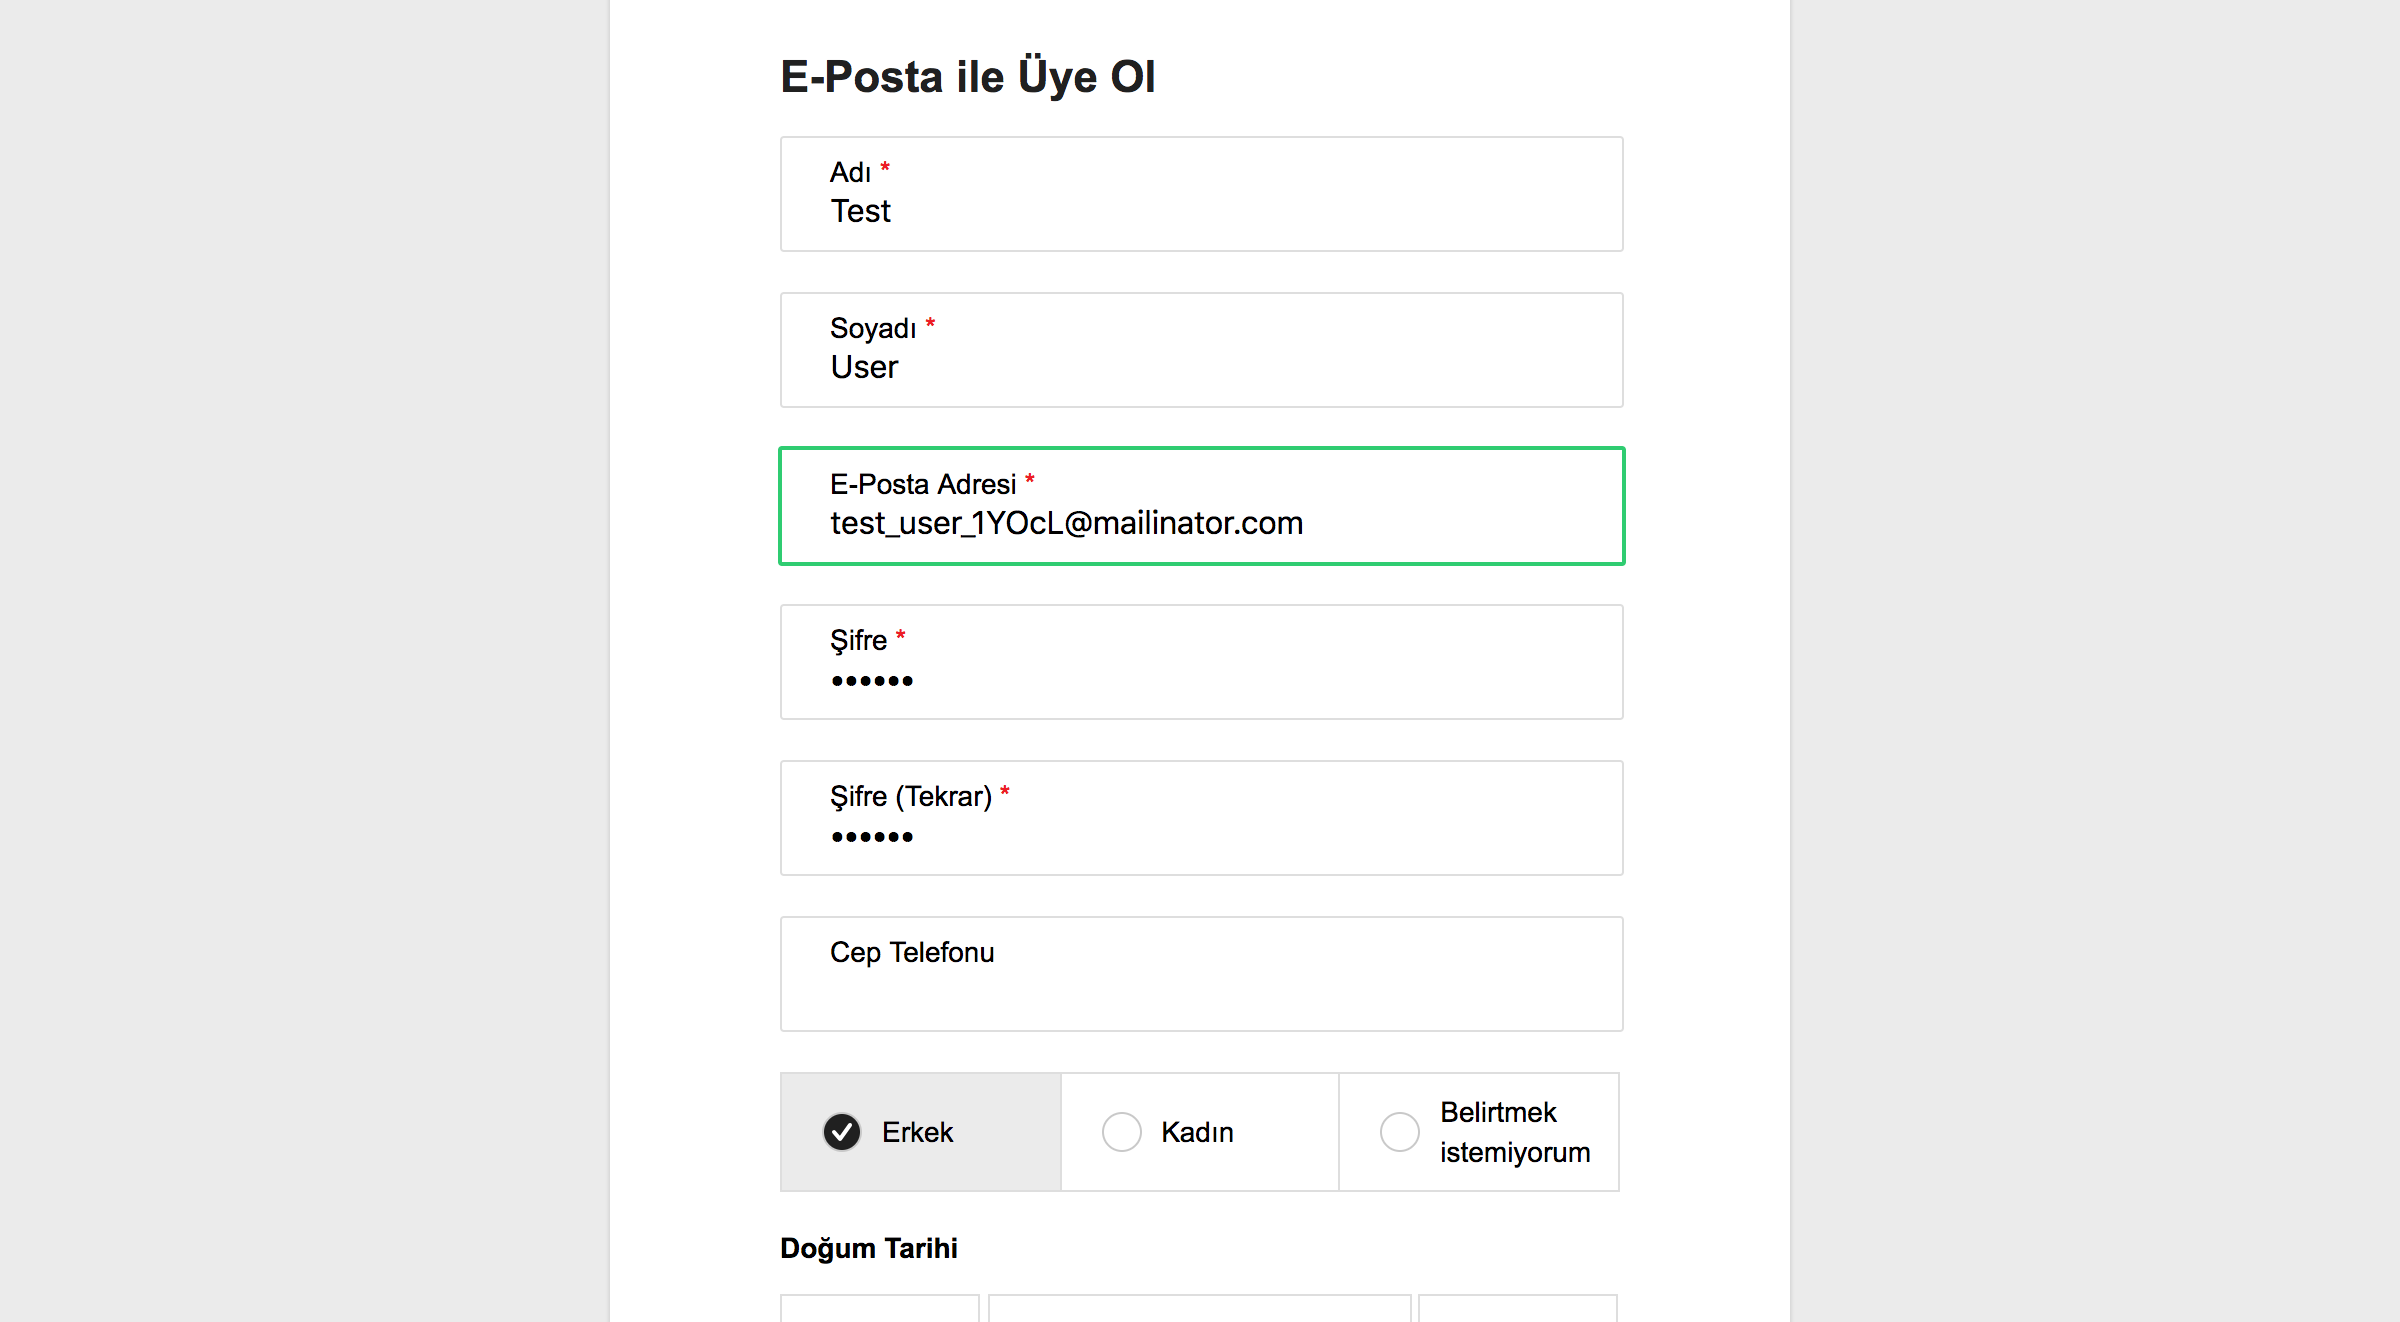 E-Posta ile Üye Ol
Adı *
Test
Soyadı *
User
E-Posta Adresi *
test_user_1YOcL@mailinator.com
Şifre *
••••••
Şifre (Tekrar) *
••••••
Cep Telefonu
Erkek
Kadın
Belirtmek
istemiyorum
Doğum Tarihi